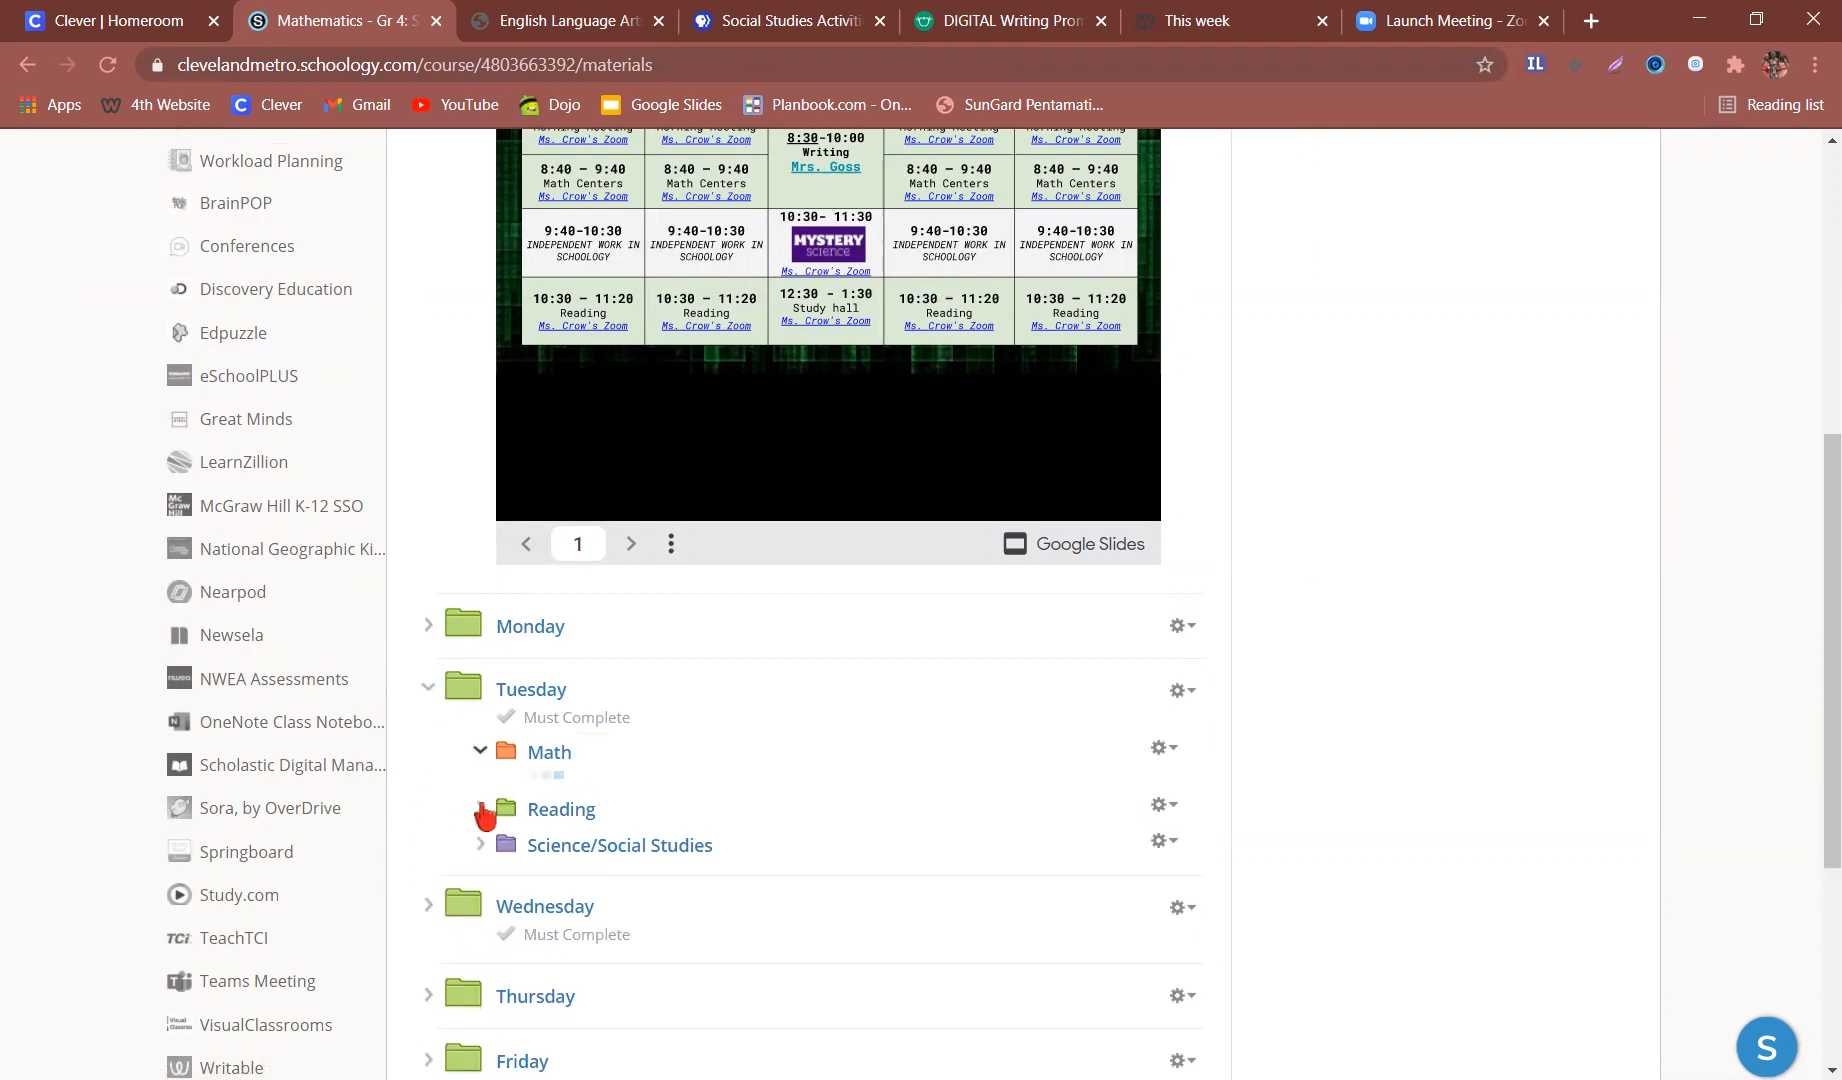 Clever | Homeroom
Mathematics - Gr 4: S
English Language Art
Social Studies Activiti
DIGITAL Writing Pron
This week
Launch Meeting - Zo
clevelandmetro.schoology.com/course/4803663392/materials
Apps
4th Website
Clever
Gmail
YouTube
Dojo
Google Slides
Planbook.com - On...
SunGard Pentamati...
Reading list
Workload Planning
BrainPOP
Conferences
Discovery Education
Edpuzzle
eSchoolPLUS
Great Minds
LearnZillion
McGraw Hill K-12 SSO
National Geographic Ki...
Nearpod
Newsela
NWEA Assessments
OneNote Class Notebo...
Scholastic Digital Mana...
Sora, by OverDrive
Springboard
Study.com
TeachTCI
Teams Meeting
VisualClassrooms
Writable
Ms. Crow's Zoom
8:40 – 9:40
Math Centers
Ms. Crow's Zoom
9:40-10:30
INDEPENDENT WORK IN
SCHOOLOGY
10:30 – 11:20
Reading
Ms. Crow's Zoom
Ms. Crow's Zoom
8:40 – 9:40
Math Centers
Ms. Crow's Zoom
9:40-10:30
INDEPENDENT WORK IN
SCHOOLOGY
10:30 – 11:20
Reading
Ms. Crow's Zoom
8:30-10:00
Writing
Mrs. Goss
10:30- 11:30
MYSTERY
science
Ms. Crow's Zoom
12:30 - 1:30
Study hall
Ms. Crow's Zoom
Ms. Crow's Zoom
8:40 – 9:40
Math Centers
Ms. Crow's Zoom
9:40-10:30
INDEPENDENT WORK IN
SCHOOLOGY
10:30 – 11:20
Reading
Ms. Crow's Zoom
Ms. Crow's Zoom
8:40 – 9:40
Math Centers
Ms. Crow's Zoom
9:40-10:30
INDEPENDENT WORK IN
SCHOOLOGY
10:30 – 11:20
Reading
Ms. Crow's Zoom
1
Google Slides
Monday
Tuesday
Must Complete
Math
Reading
Science/Social Studies
Wednesday
Must Complete
Thursday
Friday
S